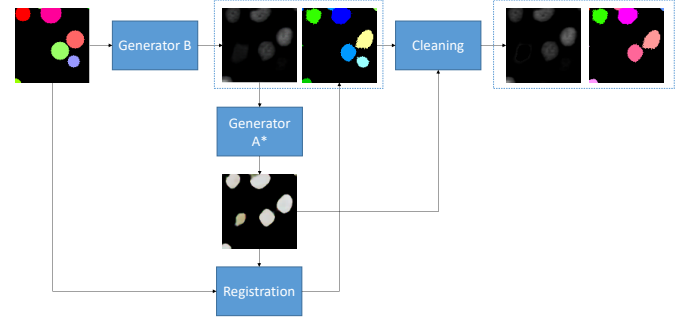 Generator B
Cleaning
Generator
A*
Registration